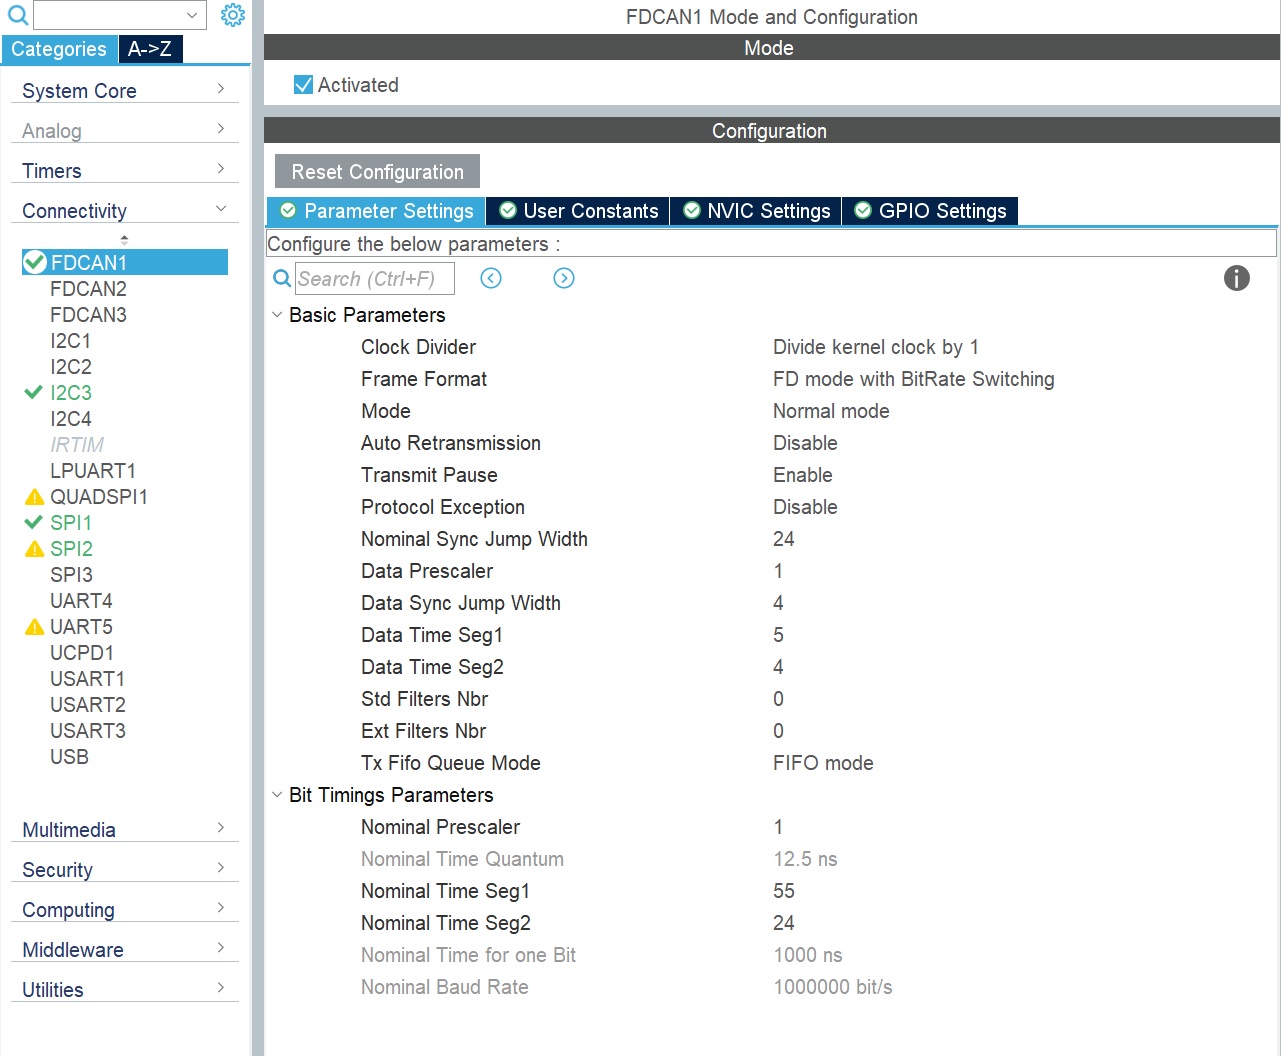 Categories
A->Z
System Core
Analog
Timers
Connectivity
FDCAN1
FDCAN2
FDCAN3
I2C1
I2C2
I2C3
I2C4
IRTIM
LPUART1
QUADSPI1
SPI1
SPI2
SPI3
UART4
UART5
UCPD1
USART1
USART2
USART3
USB
Multimedia
Security
Computing
Middleware
Utilities
FDCAN1 Mode and Configuration
Mode
Activated
Configuration
Reset Configuration
Parameter Settings
User Constants
NVIC Settings
GPIO Settings
Configure the below parameters :
Search (Ctrl+F)
Basic Parameters
Clock Divider Divide kernel clock by 1
Frame Format FD mode with BitRate Switching
Mode Normal mode
Auto Retransmission Disable
Transmit Pause Enable
Protocol Exception Disable
Nominal Sync Jump Width 24
Data Prescaler 1
Data Sync Jump Width 4
Data Time Seg1 5
Data Time Seg2 4
Std Filters Nbr 0
Ext Filters Nbr 0
Tx Fifo Queue Mode FIFO mode
Bit Timings Parameters
Nominal Prescaler 1
Nominal Time Quantum 12.5 ns
Nominal Time Seg1 55
Nominal Time Seg2 24
Nominal Time for one Bit 1000 ns
Nominal Baud Rate 1000000 bit/s